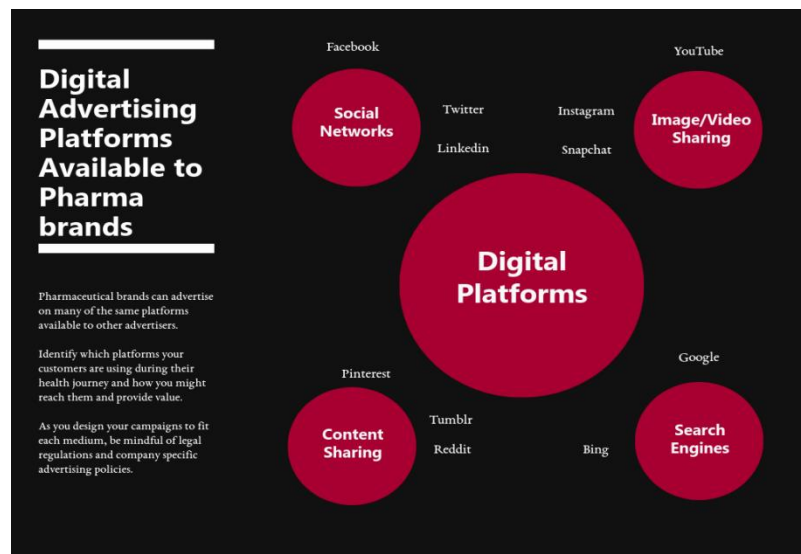 Digital
Advertising
Platforms
Available to
Pharma
brands
Pharmaceutical brands can advertise
on many of the same platforms
available to other advertisers.
Identify which platforms your
customers are using during their
health journey and how you might
reach them and provide value.
As you design your campaigns to fit
each medium, be mindful of legal
regulations and company specific
advertising policies.
Facebook
Social
Networks
Twitter
Linkedin
YouTube
Instagram
Image/Video
Sharing
Snapchat
Digital
Platforms
Pinterest
Content
Sharing
Tumblr
Reddit
Google
Search
Engines
Bing